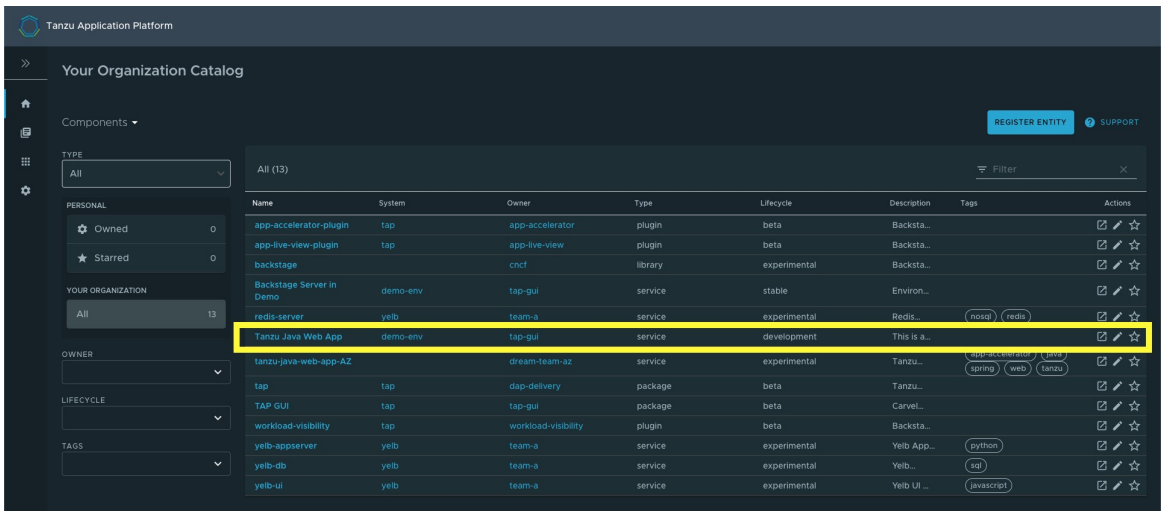 Tanzu Application Platform
Your Organization Catalog
Components
REGISTER ENTITY
SUPPORT
TYPE
All
PERSONAL
Owned 0
Starred 0
YOUR ORGANIZATION
All 13
OWNER
LIFECYCLE
TAGS
All (13)
Filter
Name System Owner Type Lifecycle Description Tags Actions
app-accelerator-plugin tap app-accelerator plugin beta Backsta...
app-live-view-plugin tap app-live-view plugin beta Backsta...
backstage cncf library experimental Backsta...
Backstage Server in
Demo demo-env tap-gui service stable Environ...
redis-server yelb team-a service experimental Redis... nosql redis
Tanzu Java Web App demo-env tap-gui service development This is a...
tanzu-java-web-app-AZ dream-team-az service experimental Tanzu... app-accelerator java
spring web tanzu
tap tap dap-delivery package beta Tanzu...
TAP GUI tap tap-gui package beta Carvel...
workload-visibility tap workload-visibility plugin beta Backsta...
yelb-appserver yelb team-a service experimental Yelb App... python
yelb-db yelb team-a service experimental Yelb... sql
yelb-ui yelb team-a service experimental Yelb UI ... javascript